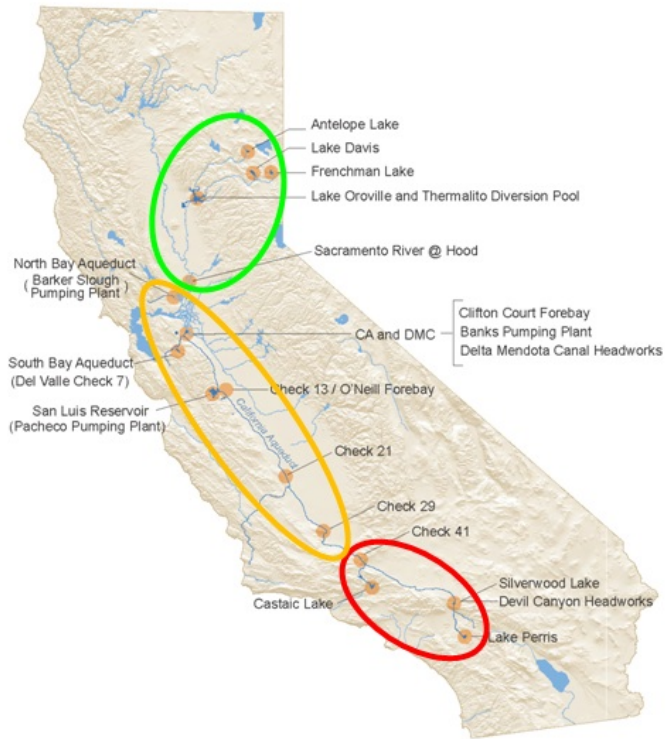 Antelope Lake
Lake Davis
Frenchman Lake
Lake Oroville and Thermalito Diversion Pool
Sacramento River @ Hood
North Bay Aqueduct
( Barker Slough )
Pumping Plant
CA and DMC
Clifton Court Forebay
Banks Pumping Plant
Delta Mendota Canal Headworks
South Bay Aqueduct
(Del Valle Check 7)
Check 13 / O'Neill Forebay
San Luis Reservoir
(Pacheco Pumping Plant)
California Aqueduct
Check 21
Check 29
Check 41
Silverwood Lake
Devil Canyon Headworks
Castaic Lake
Lake Perris